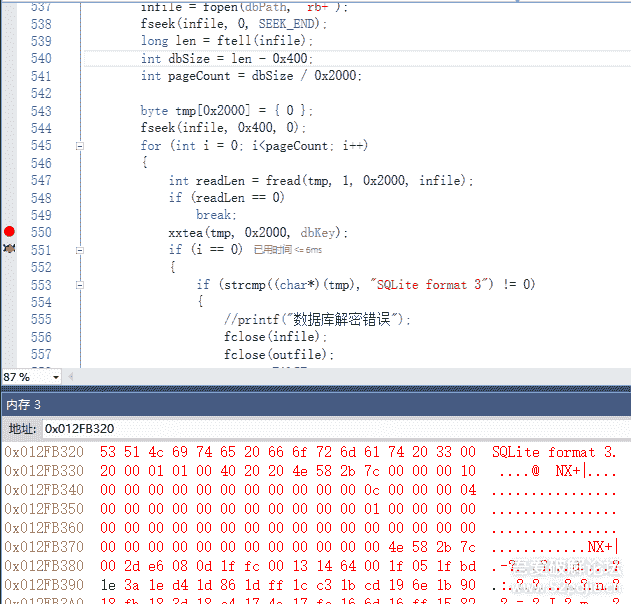 537 infile = fopen(dbPath, "rb+");
538 fseek(infile, 0, SEEK_END);
539 long len = ftell(infile);
540 int dbSize = len - 0x400;
541 int pageCount = dbSize / 0x2000;
542
543 byte tmp[0x2000] = { 0 };
544 fseek(infile, 0x400, 0);
545 for (int i = 0; i<pageCount; i++)
546 {
547 int readLen = fread(tmp, 1, 0x2000, infile);
548 if (readLen == 0)
549 break;
550 xxtea(tmp, 0x2000, dbKey);
551 if (i == 0) 已用时间 <= 6ms
552 {
553 if (strcmp((char*)(tmp), "SQLite format 3") != 0)
554 {
555 //printf("数据库解密错误");
556 fclose(infile);
557 fclose(outfile);
87 %
内存 3
地址: 0x012FB320
0x012FB320 53 51 4c 69 74 65 20 66 6f 72 6d 61 74 20 33 00 SQLite format 3.
0x012FB330 20 00 01 01 00 40 20 20 4e 58 2b 7c 00 00 00 10 ....@ NX+|....
0x012FB340 00 00 00 00 00 00 00 00 00 00 0c 00 00 00 04 ................
0x012FB350 00 00 00 00 00 00 00 00 00 00 01 00 00 00 00 ................
0x012FB360 00 00 00 00 00 00 00 00 00 00 00 00 00 00 00 00 ................
0x012FB370 00 00 00 00 00 00 00 00 00 00 00 00 4e 58 2b 7c ............NX+|
0x012FB380 00 2d e6 08 0d 1f fc 00 13 14 64 00 1f 05 1f bd
0x012FB390 1e 3a 1e d4 1d 86 1d ff 1c c3 1b cd 19 6e 1b 90